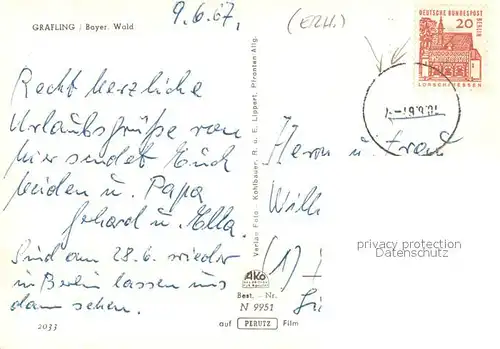 GRAFLING / Bayer. Wald
9.6.67,
(ERH.)
Recht herzliche
Urlaubsgrüße von
hier sendet Euch
beiden u. Papa
Gerhard u. Ella.
Sind am 28.6. wieder
in Berlin lassen uns
dann sehen.
2033
Verlag Foto - Kohlbauer, R. u. E. Lippert, Pfronten-Allg.
AKO
Best. - Nr.
N 9951
auf PERUTZ Film
DEUTSCHE BUNDESPOST
BERLIN
20
LORSCH/HESSEN
Herrn u. Frau
Willi
(1)
privacy protection
Datenschutz